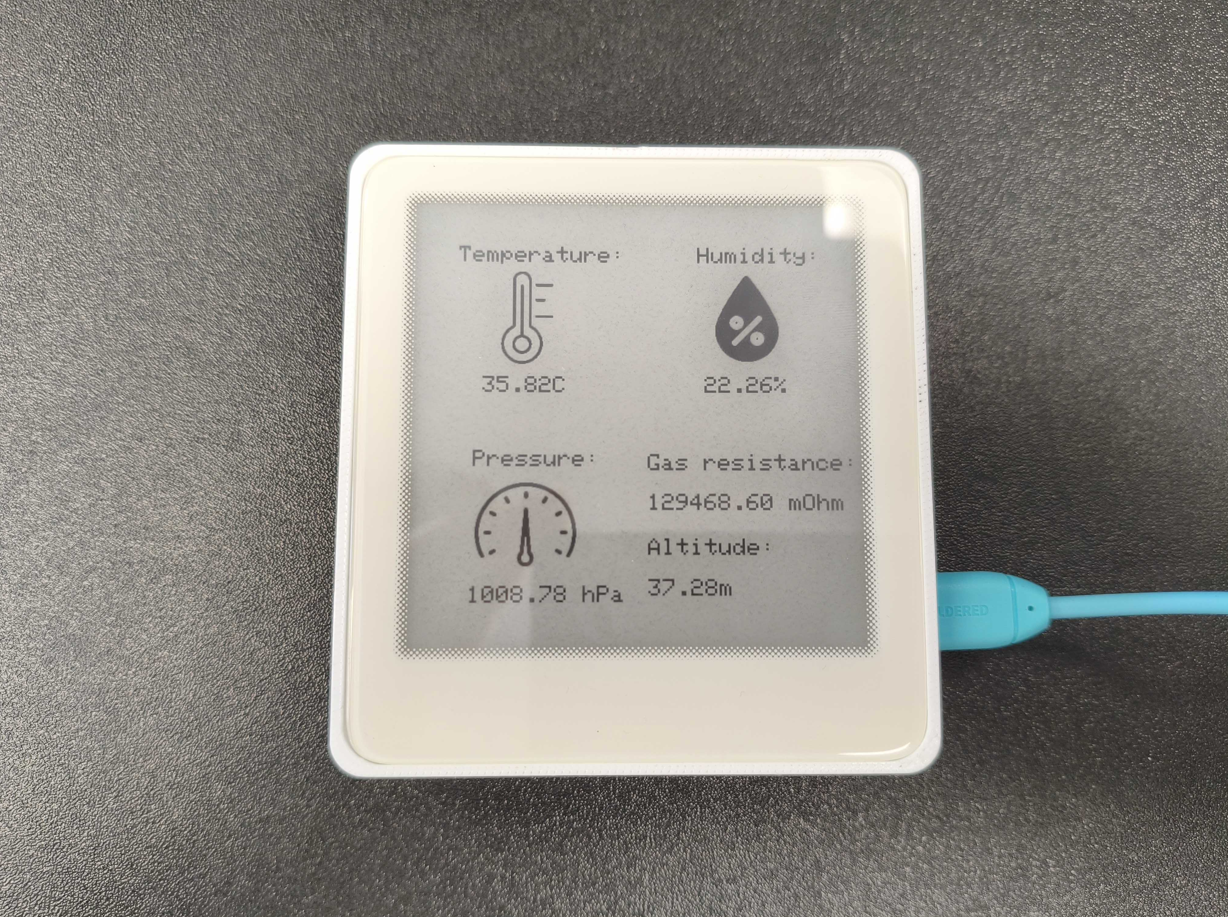 Temperature:
Humidity:
%
35.82C
22.26%
Pressure:
Gas resistance:
129468.60 mOhm
Altitude:
37.28m
1008.78 hPa